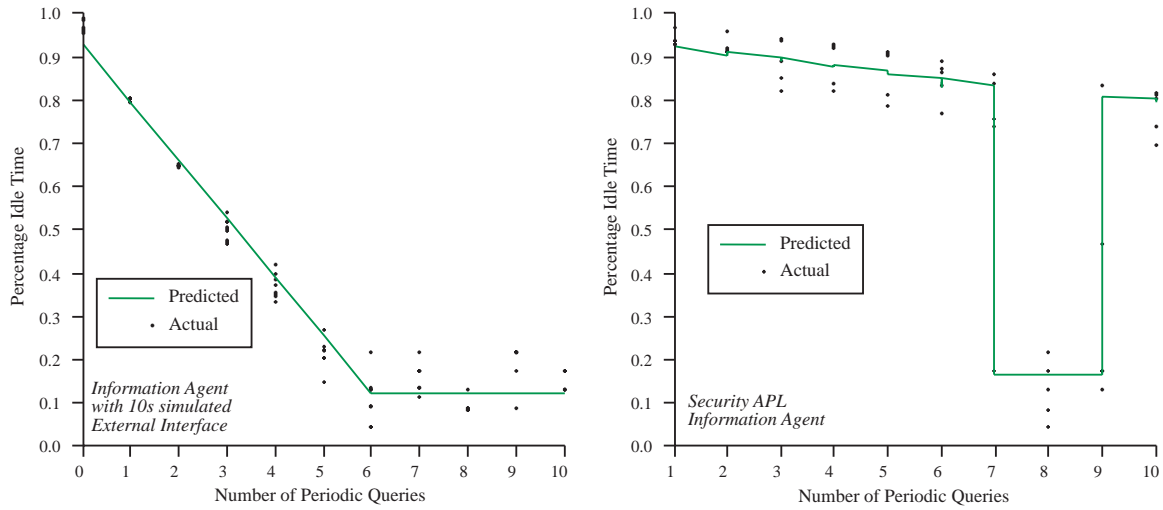 1.0
0.9
0.8
0.7
0.6
0.5
0.4
0.3
0.2
0.1
0.0
Percentage Idle Time
Predicted
Actual
Information Agent
with 10s simulated
External Interface
0 1 2 3 4 5 6 7 8 9 10
Number of Periodic Queries
1.0
0.9
0.8
0.7
0.6
0.5
0.4
0.3
0.2
0.1
0.0
Percentage Idle Time
Predicted
Actual
Security APL
Information Agent
1 2 3 4 5 6 7 8 9 10
Number of Periodic Queries